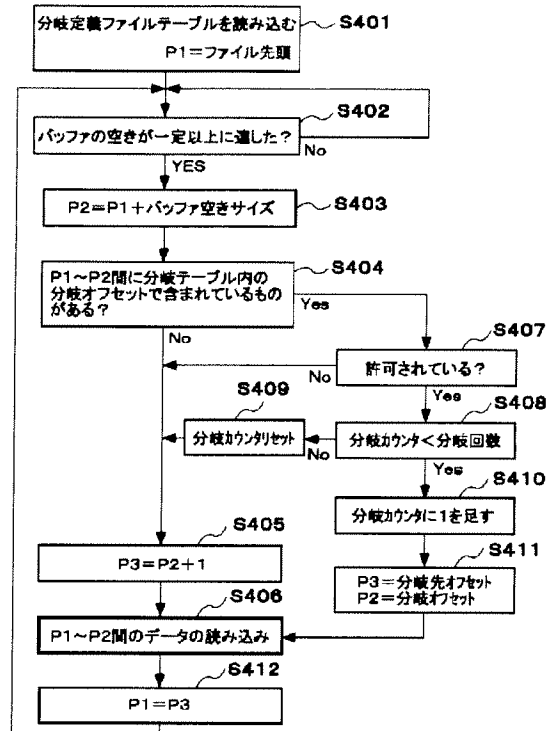 分岐定義ファイルテーブルを読み込む
P1=ファイル先頭
S401
バッファの空きが一定以上に達した?
S402
No
YES
P2=P1+バッファ空きサイズ
S403
P1~P2間に分岐テーブル内の
分岐オフセットで含まれているもの
がある?
S404
Yes
No
許可されている?
S407
No
Yes
S409
分岐カウンタリセット
S408
分岐カウンタ<分岐回数
No
Yes
S410
分岐カウンタに1を足す
S405
P3=P2+1
S411
P3=分岐先オフセット
P2=分岐オフセット
S406
P1~P2間のデータの読み込み
S412
P1=P3